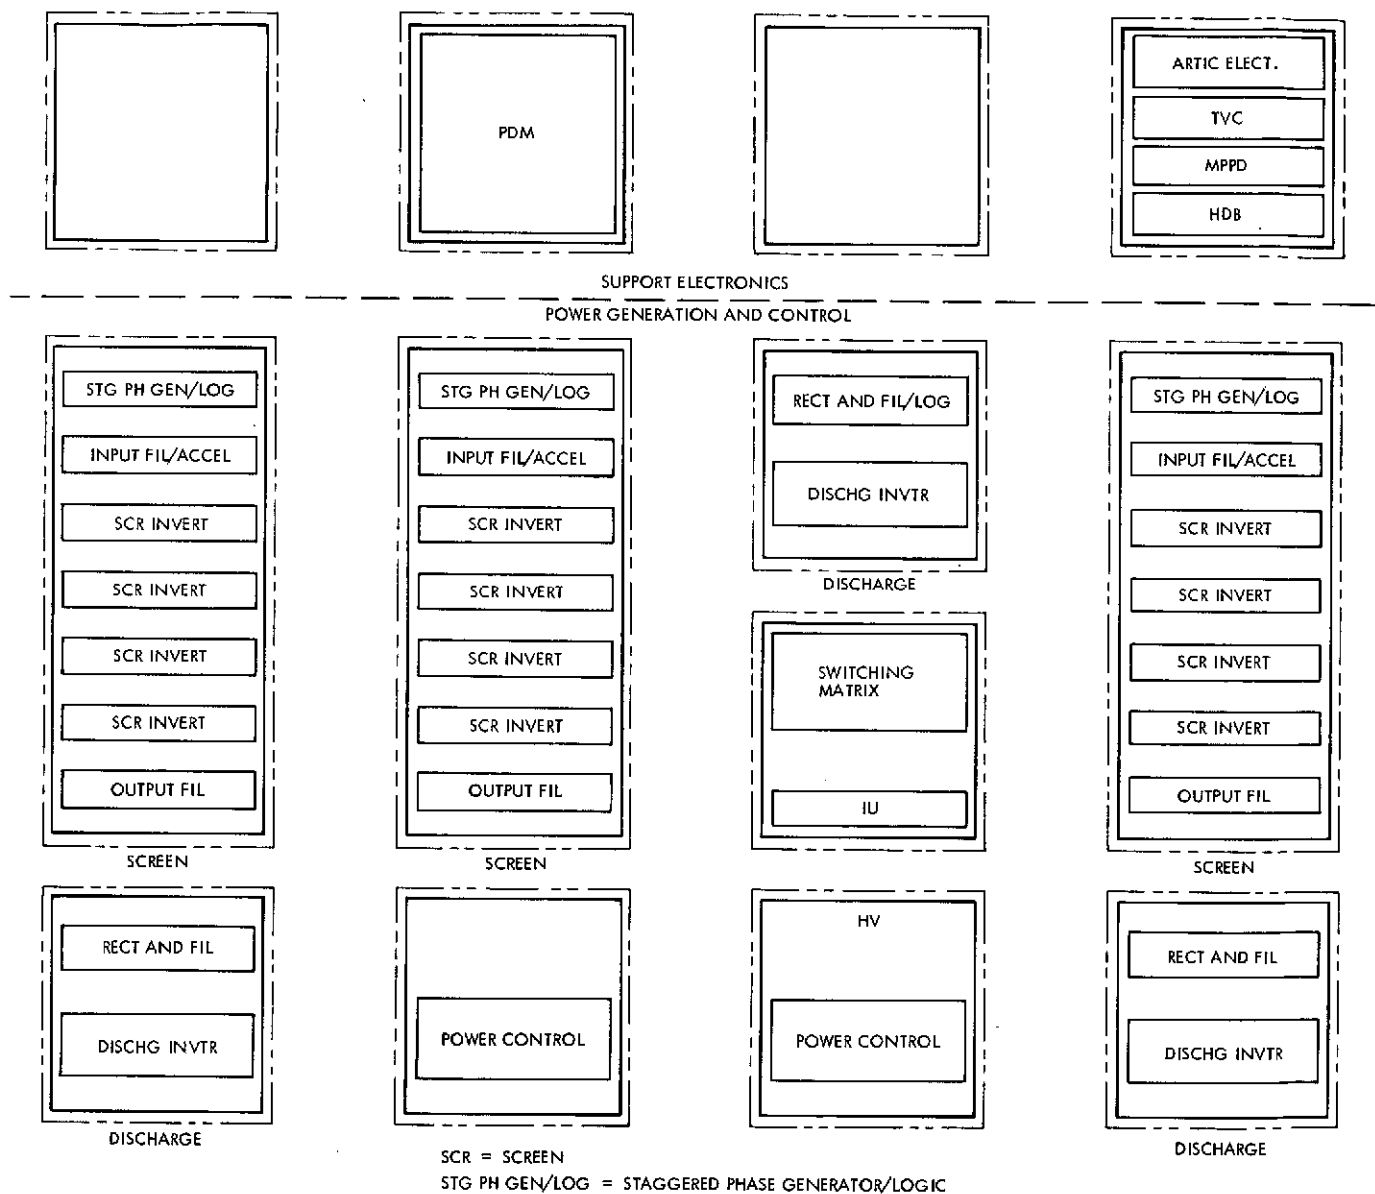 PDM
ARTIC ELECT.
TVC
MPPD
HDB
SUPPORT ELECTRONICS
POWER GENERATION AND CONTROL
STG PH GEN/LOG
INPUT FIL/ACCEL
SCR INVERT
SCR INVERT
SCR INVERT
SCR INVERT
OUTPUT FIL
SCREEN
STG PH GEN/LOG
INPUT FIL/ACCEL
SCR INVERT
SCR INVERT
SCR INVERT
SCR INVERT
OUTPUT FIL
SCREEN
RECT AND FIL/LOG
DISCHG INVTR
DISCHARGE
SWITCHING
MATRIX
IU
STG PH GEN/LOG
INPUT FIL/ACCEL
SCR INVERT
SCR INVERT
SCR INVERT
SCR INVERT
OUTPUT FIL
SCREEN
RECT AND FIL
DISCHG INVTR
DISCHARGE
POWER CONTROL
HV
POWER CONTROL
RECT AND FIL
DISCHG INVTR
DISCHARGE
SCR = SCREEN
STG PH GEN/LOG = STAGGERED PHASE GENERATOR/LOGIC